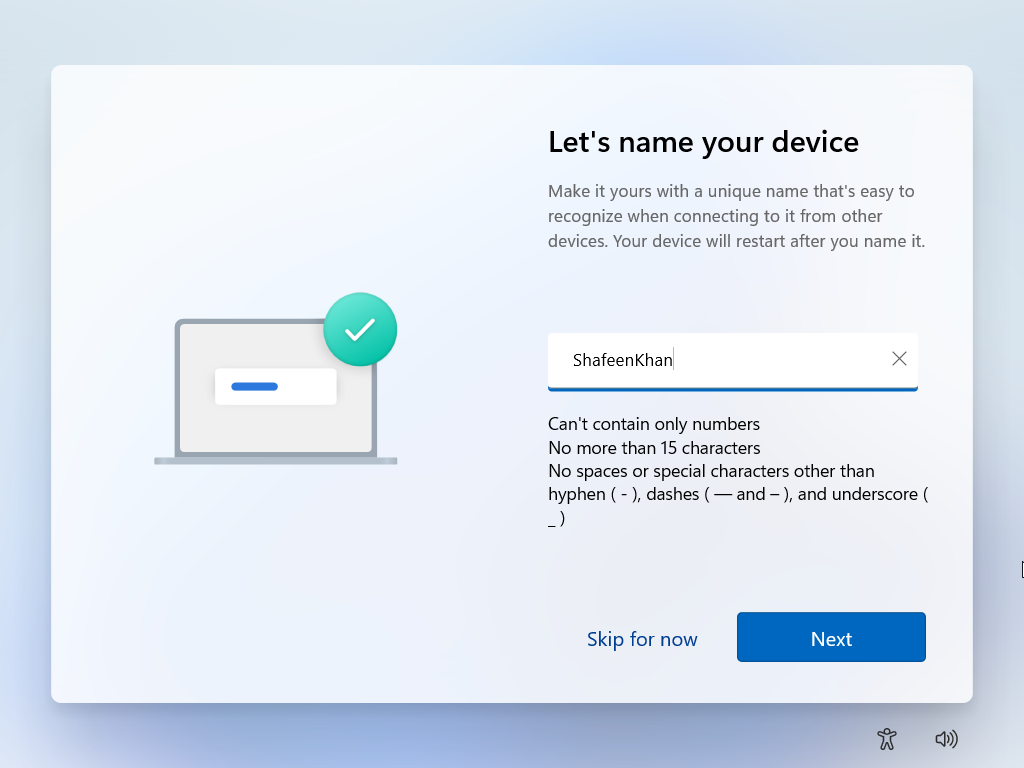 Let's name your device
Make it yours with a unique name that's easy to
recognize when connecting to it from other
devices. Your device will restart after you name it.
ShafeenKhan
Can't contain only numbers
No more than 15 characters
No spaces or special characters other than
hyphen ( - ), dashes ( — and – ), and underscore (
_ )
Skip for now
Next